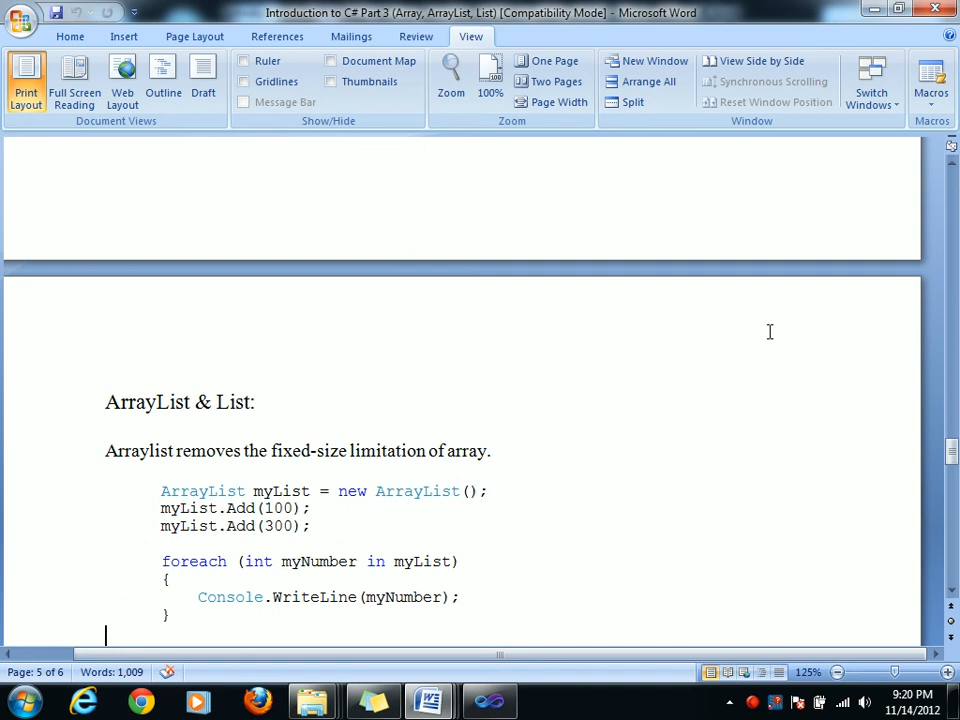 Introduction to C# Part 3 (Array, ArrayList, List) [Compatibility Mode] - Microsoft Word
Home Insert Page Layout References Mailings Review View
Print Layout
Full Screen Reading
Web Layout
Outline
Draft
Document Views
Ruler
Gridlines
Message Bar
Document Map
Thumbnails
Show/Hide
Zoom
100
100%
One Page
Two Pages
Page Width
Zoom
New Window
Arrange All
Split
View Side by Side
Synchronous Scrolling
Reset Window Position
Switch Windows
Window
Macros
Macros
ArrayList & List:
Arraylist removes the fixed-size limitation of array.
ArrayList myList = new ArrayList();
myList.Add(100);
myList.Add(300);
foreach (int myNumber in myList)
{
Console.WriteLine(myNumber);
}
Page: 5 of 6 Words: 1,009 125%
9:20 PM
11/14/2012